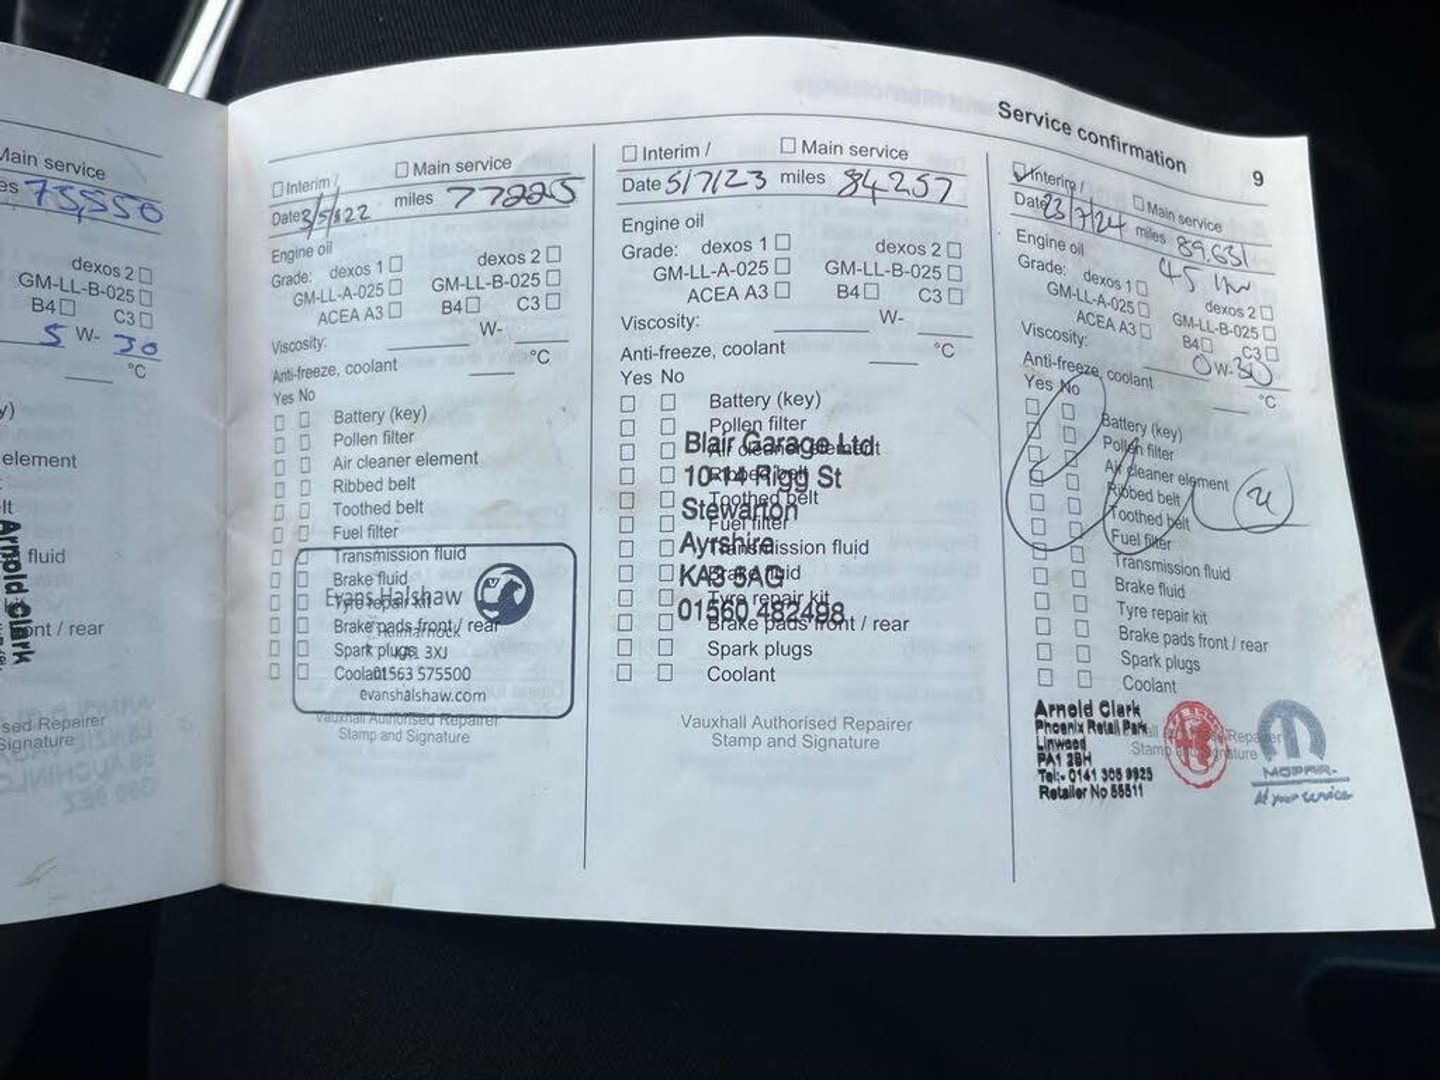 Service confirmation 9
Main service
es 75,550
dexos 2
GM-LL-B-025
B4 C3
5 W- 30
°C
y)
element
lt
fluid
ont / rear
Arnold Clark
sed Repairer
Signature
Interim / Main service
Date 3/5/22 miles 77225
Engine oil
Grade: dexos 1 dexos 2
GM-LL-A-025 GM-LL-B-025
ACEA A3 B4 C3
Viscosity: W-
Anti-freeze, coolant °C
Yes No
Battery (key)
Pollen filter
Air cleaner element
Ribbed belt
Toothed belt
Fuel filter
Transmission fluid
Brake fluid
Tyre repair kit
Brake pads front / rear
Spark plugs
Coolant
Evans Halshaw
Kilmarnock
KA1 3XJ
01563 575500
evanshalshaw.com
Vauxhall Authorised Repairer
Stamp and Signature
Interim / Main service
Date 5/7/23 miles 84257
Engine oil
Grade: dexos 1 dexos 2
GM-LL-A-025 GM-LL-B-025
ACEA A3 B4 C3
Viscosity: W-
Anti-freeze, coolant °C
Yes No
Battery (key)
Pollen filter
Air cleaner element
Ribbed belt
Toothed belt
Fuel filter
Transmission fluid
Brake fluid
Tyre repair kit
Brake pads front / rear
Spark plugs
Coolant
Blair Garage Ltd
10-14 Rigg St
Stewarton
Ayrshire
KA3 5AG
01560 482498
Vauxhall Authorised Repairer
Stamp and Signature
Interim / Main service
Date 23/7/24 miles 89.631
Engine oil
Grade: dexos 1 dexos 2
GM-LL-A-025 GM-LL-B-025
ACEA A3 B4 C3
Viscosity: 0 W-30
Anti-freeze, coolant °C
Yes No
Battery (key)
Pollen filter
Air cleaner element
Ribbed belt
Toothed belt
Fuel filter
Transmission fluid
Brake fluid
Tyre repair kit
Brake pads front / rear
Spark plugs
Coolant
Arnold Clark
Phoenix Retail Park
Linwood
PA1 2BH
Tel:- 0141 305 9925
Retailer No 55511
Repairer
Stamp and Signature
MOPAR
At your service